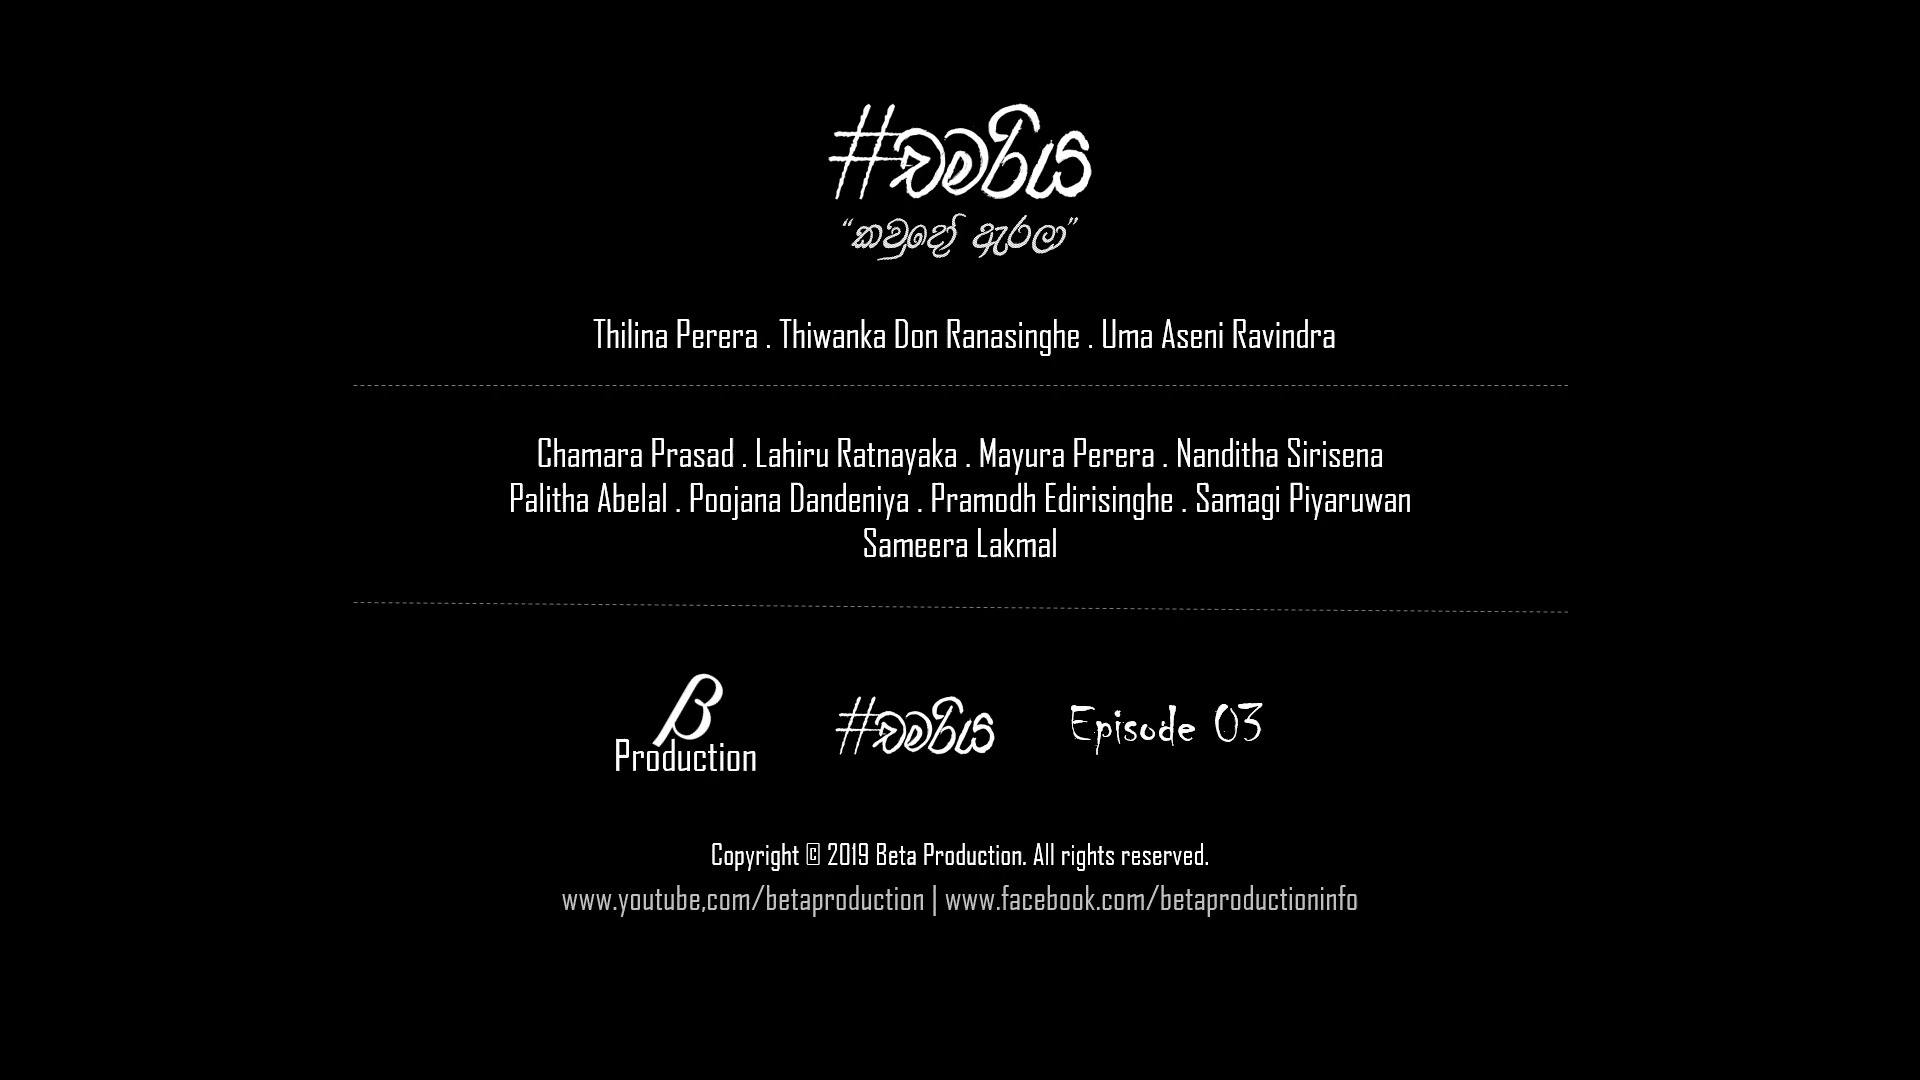 #චමරිය
“කවුදෝ ඇරලා”
Thilina Perera . Thiwanka Don Ranasinghe . Uma Aseni Ravindra
Chamara Prasad . Lahiru Ratnayaka . Mayura Perera . Nanditha Sirisena
Palitha Abelal . Poojana Dandeniya . Pramodh Edirisinghe . Samagi Piyaruwan
Sameera Lakmal
β
Production
#චමරිය
Episode 03
Copyright © 2019 Beta Production. All rights reserved.
www.youtube,com/betaproduction | www.facebook.com/betaproductioninfo